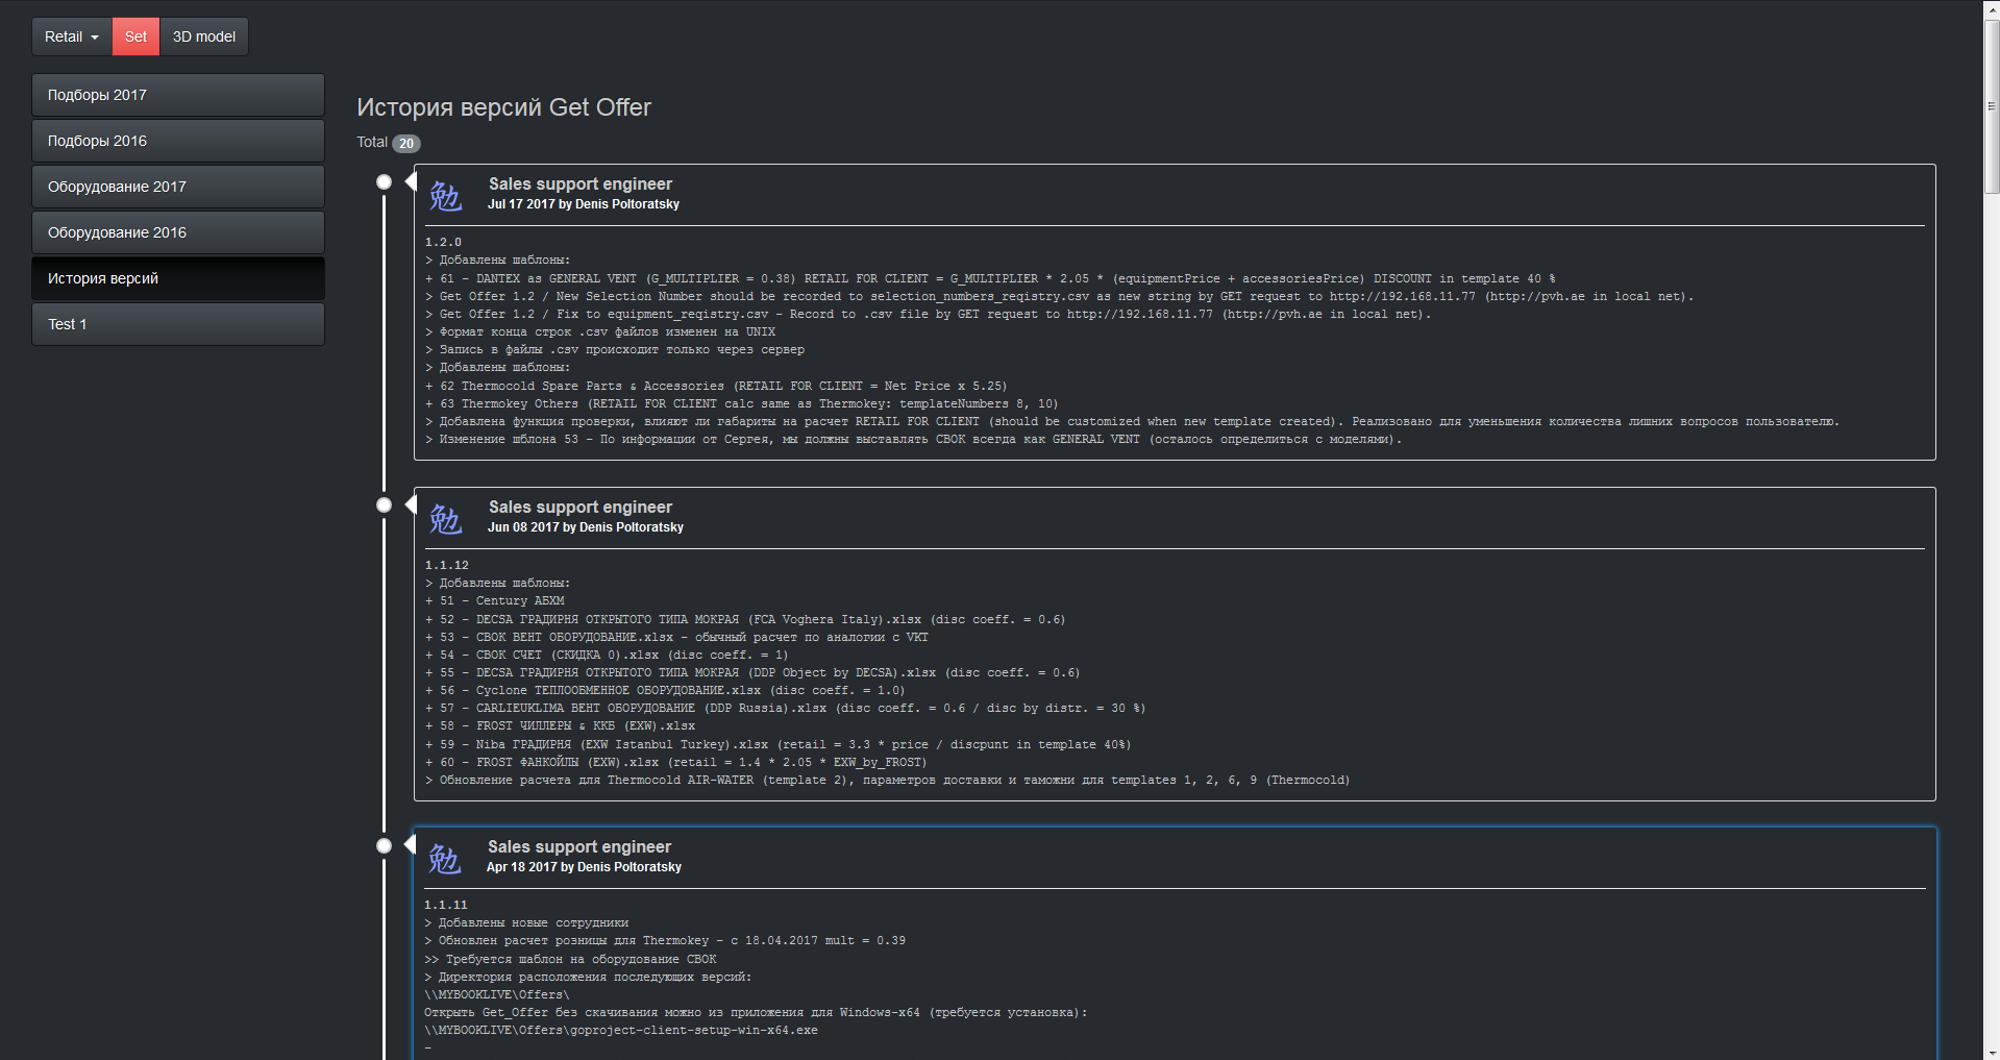 Retail
Set
3D model
Подборы 2017
Подборы 2016
Оборудование 2017
Оборудование 2016
История версий
Test 1
История версий Get Offer
Total 20
勉
Sales support engineer
Jul 17 2017 by Denis Poltoratsky
1.2.0
> Добавлены шаблоны:
+ 61 - DANTEX as GENERAL VENT (G_MULTIPLIER = 0.38) RETAIL FOR CLIENT = G_MULTIPLIER * 2.05 * (equipmentPrice + accessoriesPrice) DISCOUNT in template 40 %
> Get Offer 1.2 / New Selection Number should be recorded to selection_numbers_reqistry.csv as new string by GET request to http://192.168.11.77 (http://pvh.ae in local net).
> Get Offer 1.2 / Fix to equipment_reqistry.csv - Record to .csv file by GET request to http://192.168.11.77 (http://pvh.ae in local net).
> Формат конца строк .csv файлов изменен на UNIX
> Запись в файлы .csv происходит только через сервер
> Добавлены шаблоны:
+ 62 Thermocold Spare Parts & Accessories (RETAIL FOR CLIENT = Net Price x 5.25)
+ 63 Thermokey Others (RETAIL FOR CLIENT calc same as Thermokey: templateNumbers 8, 10)
> Добавлена функция проверки, влияют ли габариты на расчет RETAIL FOR CLIENT (should be customized when new template created). Реализовано для уменьшения количества лишних вопросов пользователю.
> Изменение шблона 53 - По информации от Сергея, мы должны выставлять СВОК всегда как GENERAL VENT (осталось определиться с моделями).
勉
Sales support engineer
Jun 08 2017 by Denis Poltoratsky
1.1.12
> Добавлены шаблоны:
+ 51 - Century АБХМ
+ 52 - DECSA ГРАДИРНЯ ОТКРЫТОГО ТИПА МОКРАЯ (FCA Voghera Italy).xlsx (disc coeff. = 0.6)
+ 53 - СВОК ВЕНТ ОБОРУДОВАНИЕ.xlsx - обычный расчет по аналогии с VKT
+ 54 - СВОК СЧЕТ (СКИДКА 0).xlsx (disc coeff. = 1)
+ 55 - DECSA ГРАДИРНЯ ОТКРЫТОГО ТИПА МОКРАЯ (DDP Object by DECSA).xlsx (disc coeff. = 0.6)
+ 56 - Cyclone ТЕПЛООБМЕННОЕ ОБОРУДОВАНИЕ.xlsx (disc coeff. = 1.0)
+ 57 - CARLIEUKLIMA ВЕНТ ОБОРУДОВАНИЕ (DDP Russia).xlsx (disc coeff. = 0.6 / disc by distr. = 30 %)
+ 58 - FROST ЧИЛЛЕРЫ & ККБ (EXW).xlsx
+ 59 - Niba ГРАДИРНЯ (EXW Istanbul Turkey).xlsx (retail = 3.3 * price / discpunt in template 40%)
+ 60 - FROST ФАНКОЙЛЫ (EXW).xlsx (retail = 1.4 * 2.05 * EXW_by_FROST)
> Обновление расчета для Thermocold AIR-WATER (template 2), параметров доставки и таможни для templates 1, 2, 6, 9 (Thermocold)
勉
Sales support engineer
Apr 18 2017 by Denis Poltoratsky
1.1.11
> Добавлены новые сотрудники
> Обновлен расчет розницы для Thermokey - с 18.04.2017 mult = 0.39
>> Требуется шаблон на оборудование СВОК
> Директория расположения последующих версий:
\\MYBOOKLIVE\Offers\
Открыть Get_Offer без скачивания можно из приложения для Windows-x64 (требуется установка):
\\MYBOOKLIVE\Offers\goproject-client-setup-win-x64.exe
-